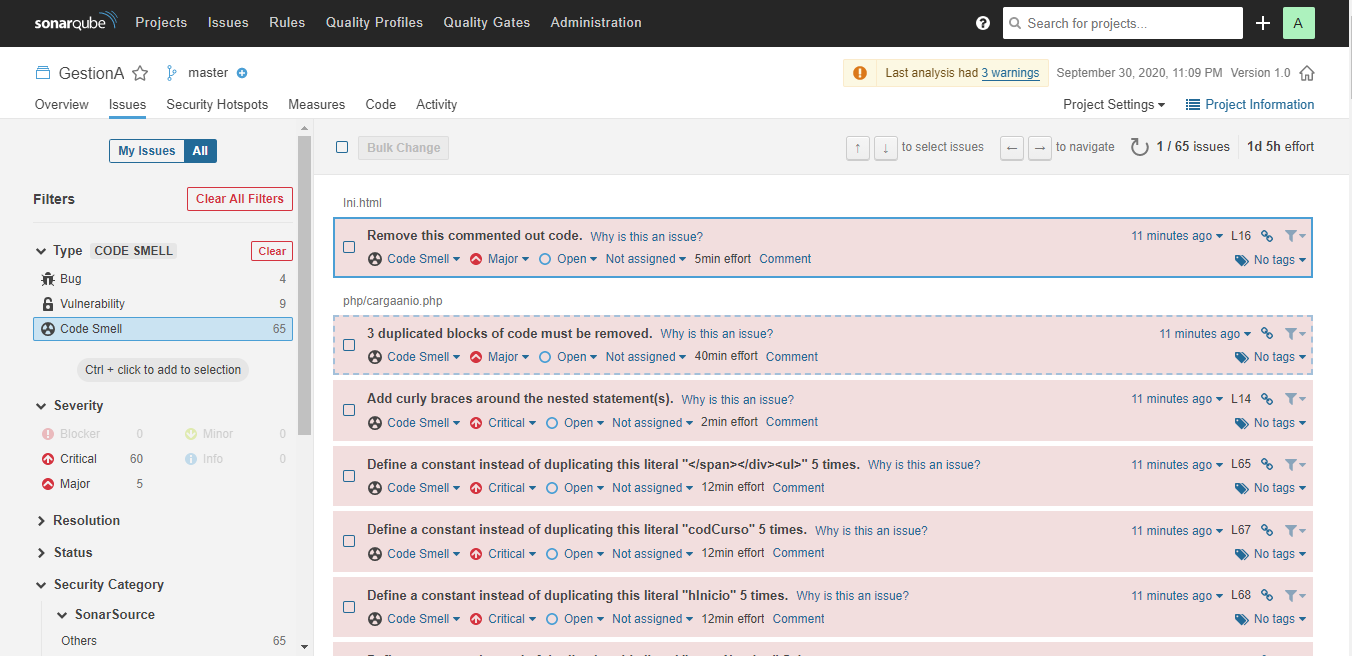 sonarqube Projects Issues Rules Quality Profiles Quality Gates Administration ? Search for projects... A
GestionA master Last analysis had 3 warnings September 30, 2020, 11:09 PM Version 1.0
Overview Issues Security Hotspots Measures Code Activity Project Settings Project Information
My Issues All
Bulk Change ↑ ↓ to select issues ← → to navigate 1 / 65 issues 1d 5h effort
Filters Clear All Filters
Type CODE SMELL Clear
Bug 4
Vulnerability 9
Code Smell 65
Ctrl + click to add to selection
Severity
Blocker 0 Minor 0
Critical 60 Info 0
Major 5
Resolution
Status
Security Category
SonarSource
Others 65
Ini.html
Remove this commented out code. Why is this an issue? 11 minutes ago L16
Code Smell Major Open Not assigned 5min effort Comment No tags
php/cargaanio.php
3 duplicated blocks of code must be removed. Why is this an issue? 11 minutes ago
Code Smell Major Open Not assigned 40min effort Comment No tags
Add curly braces around the nested statement(s). Why is this an issue? 11 minutes ago L14
Code Smell Critical Open Not assigned 2min effort Comment No tags
Define a constant instead of duplicating this literal "</span></div><ul>" 5 times. Why is this an issue? 11 minutes ago L65
Code Smell Critical Open Not assigned 12min effort Comment No tags
Define a constant instead of duplicating this literal "codCurso" 5 times. Why is this an issue? 11 minutes ago L67
Code Smell Critical Open Not assigned 12min effort Comment No tags
Define a constant instead of duplicating this literal "hInicio" 5 times. Why is this an issue? 11 minutes ago L68
Code Smell Critical Open Not assigned 12min effort Comment No tags